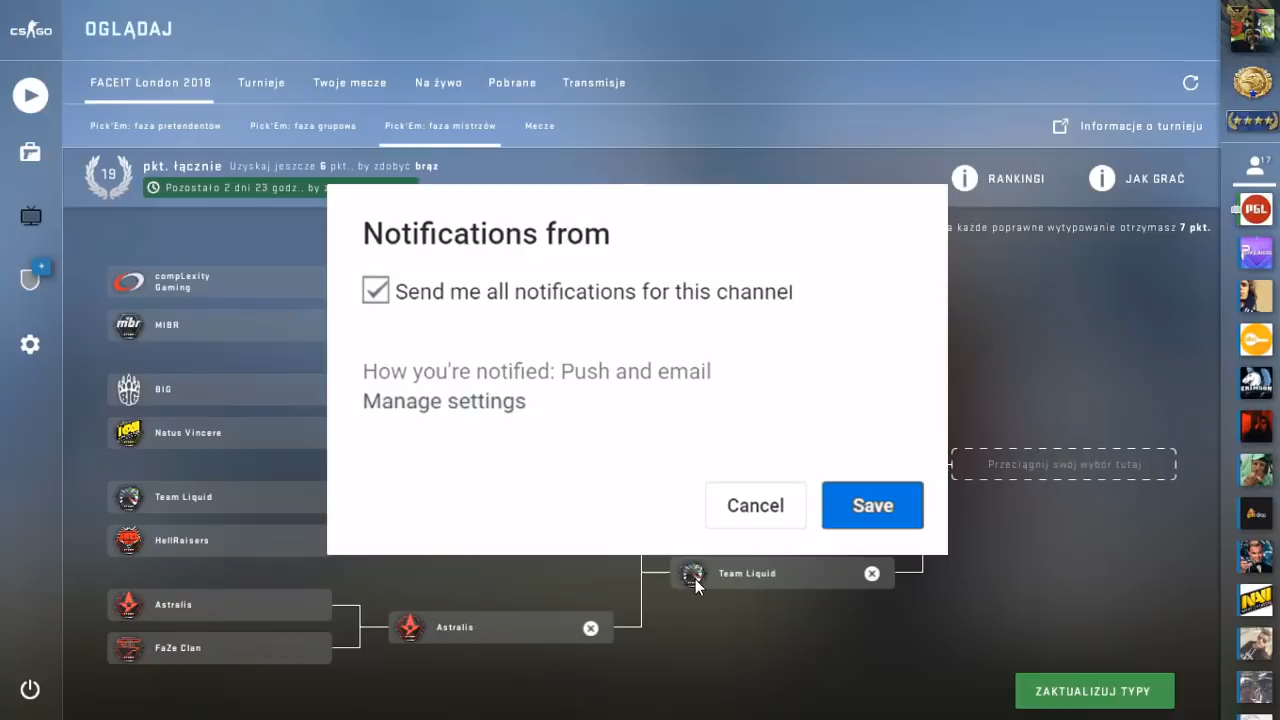 CS GO
OGLĄDAJ
FACEIT London 2018
Turnieje
Twoje mecze
Na żywo
Pobrane
Transmisje
Pick'Em: faza pretendentów
Pick'Em: faza grupowa
Pick'Em: faza mistrzów
Mecze
Informacje o turnieju
19
pkt. łącznie Uzyskaj jeszcze 6 pkt., by zdobyć brąz
Pozostało 2 dni 23 godz., by
RANKINGI
JAK GRAĆ
17
każde poprawne wytypowanie otrzymasz 7 pkt.
Notifications from
Send me all notifications for this channel
How you're notified: Push and email
Manage settings
Cancel
Save
compLexity
Gaming
mibr
MIBR
BIG
Natus Vincere
Team Liquid
HellRaisers
Astralis
FaZe Clan
Astralis
Team Liquid
Przeciągnij swój wybór tutaj
ZAKTUALIZUJ TYPY
PGL